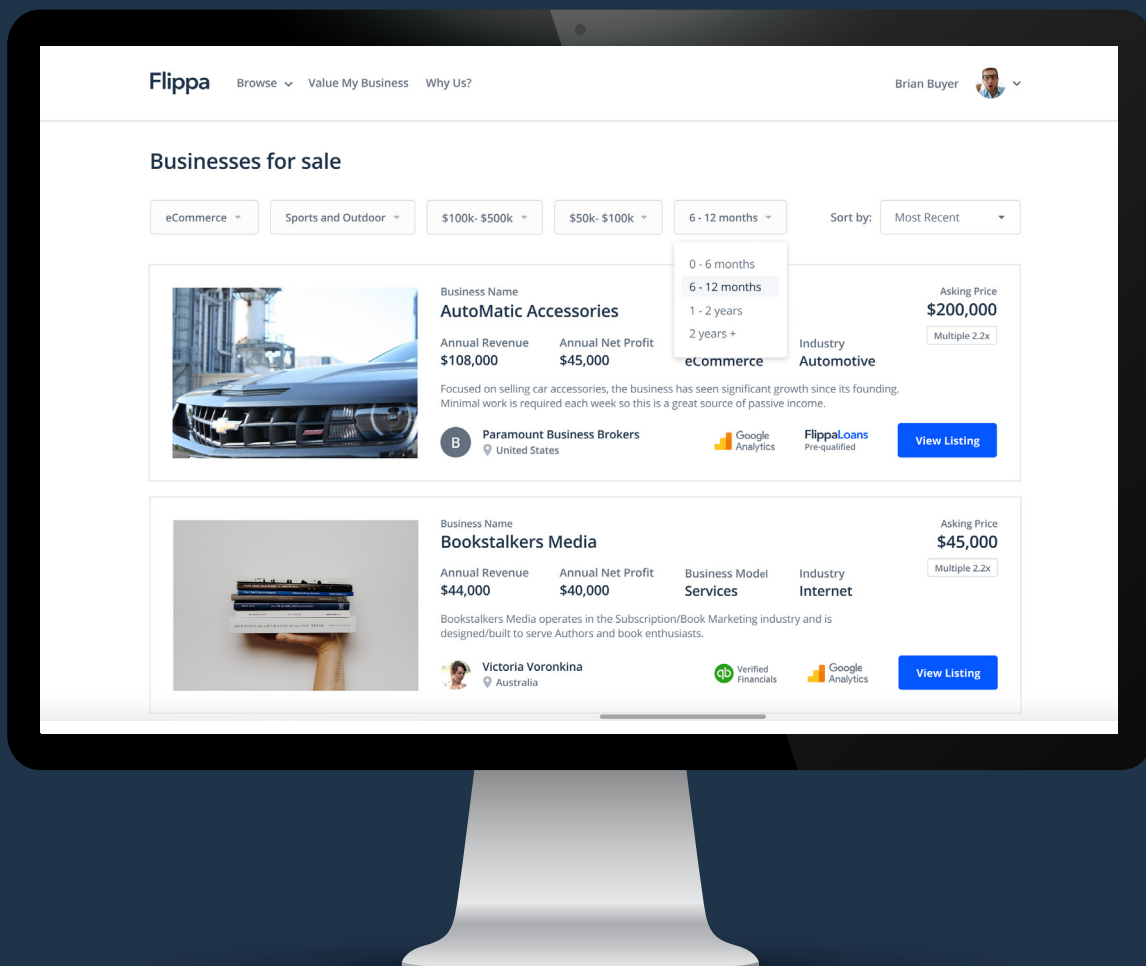 Flippa
Browse Value My Business Why Us?
Brian Buyer
Businesses for sale
eCommerce
Sports and Outdoor
$100k- $500k
$50k- $100k
6 - 12 months
Sort by:
Most Recent
0 - 6 months
6 - 12 months
1 - 2 years
2 years +
Business Name
AutoMatic Accessories
Annual Revenue
$108,000
Annual Net Profit
$45,000
eCommerce
Industry
Automotive
Asking Price
$200,000
Multiple 2.2x
Focused on selling car accessories, the business has seen significant growth since its founding.
Minimal work is required each week so this is a great source of passive income.
B
Paramount Business Brokers
United States
Google
Analytics
FlippaLoans
Pre-qualified
View Listing
Business Name
Bookstalkers Media
Annual Revenue
$44,000
Annual Net Profit
$40,000
Business Model
Services
Industry
Internet
Asking Price
$45,000
Multiple 2.2x
Bookstalkers Media operates in the Subscription/Book Marketing industry and is
designed/built to serve Authors and book enthusiasts.
Victoria Voronkina
Australia
qb
Verified
Financials
Google
Analytics
View Listing